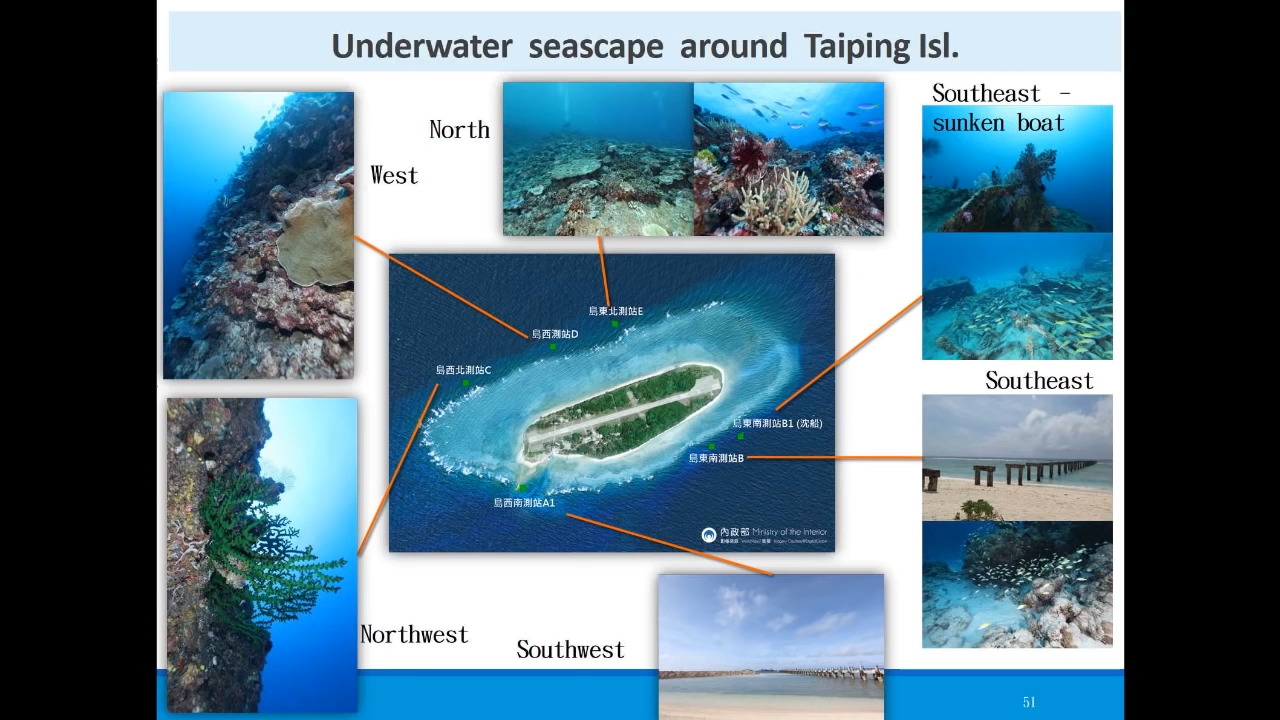 Underwater seascape around Taiping Isl.
North
West
Southeast -
sunken boat
島東北測站E
島西測站D
島西北測站C
Southeast
島東南測站B1 (沈船)
島東南測站B
島西南測站A1
內政部 Ministry of the Interior
Northwest
Southwest
51